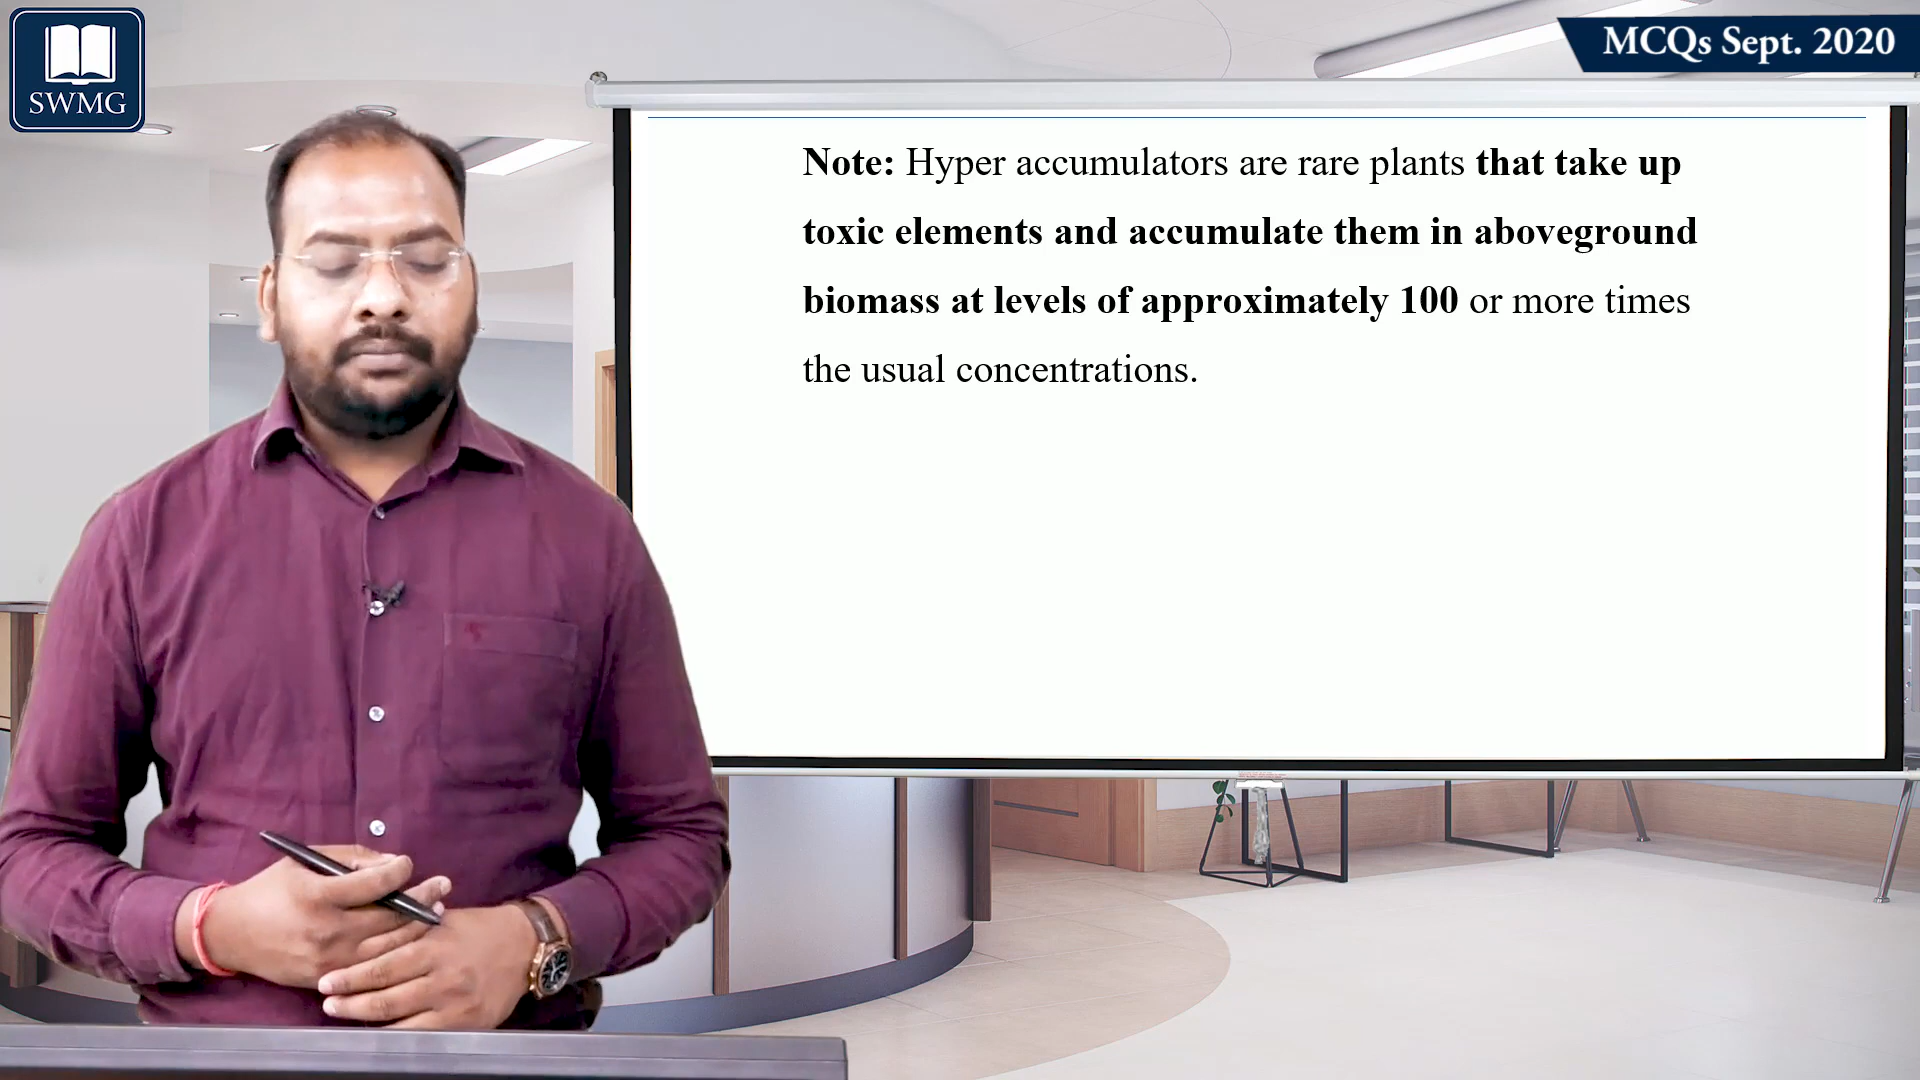 SWMG
MCQs Sept. 2020
Note: Hyper accumulators are rare plants that take up
toxic elements and accumulate them in aboveground
biomass at levels of approximately 100 or more times
the usual concentrations.